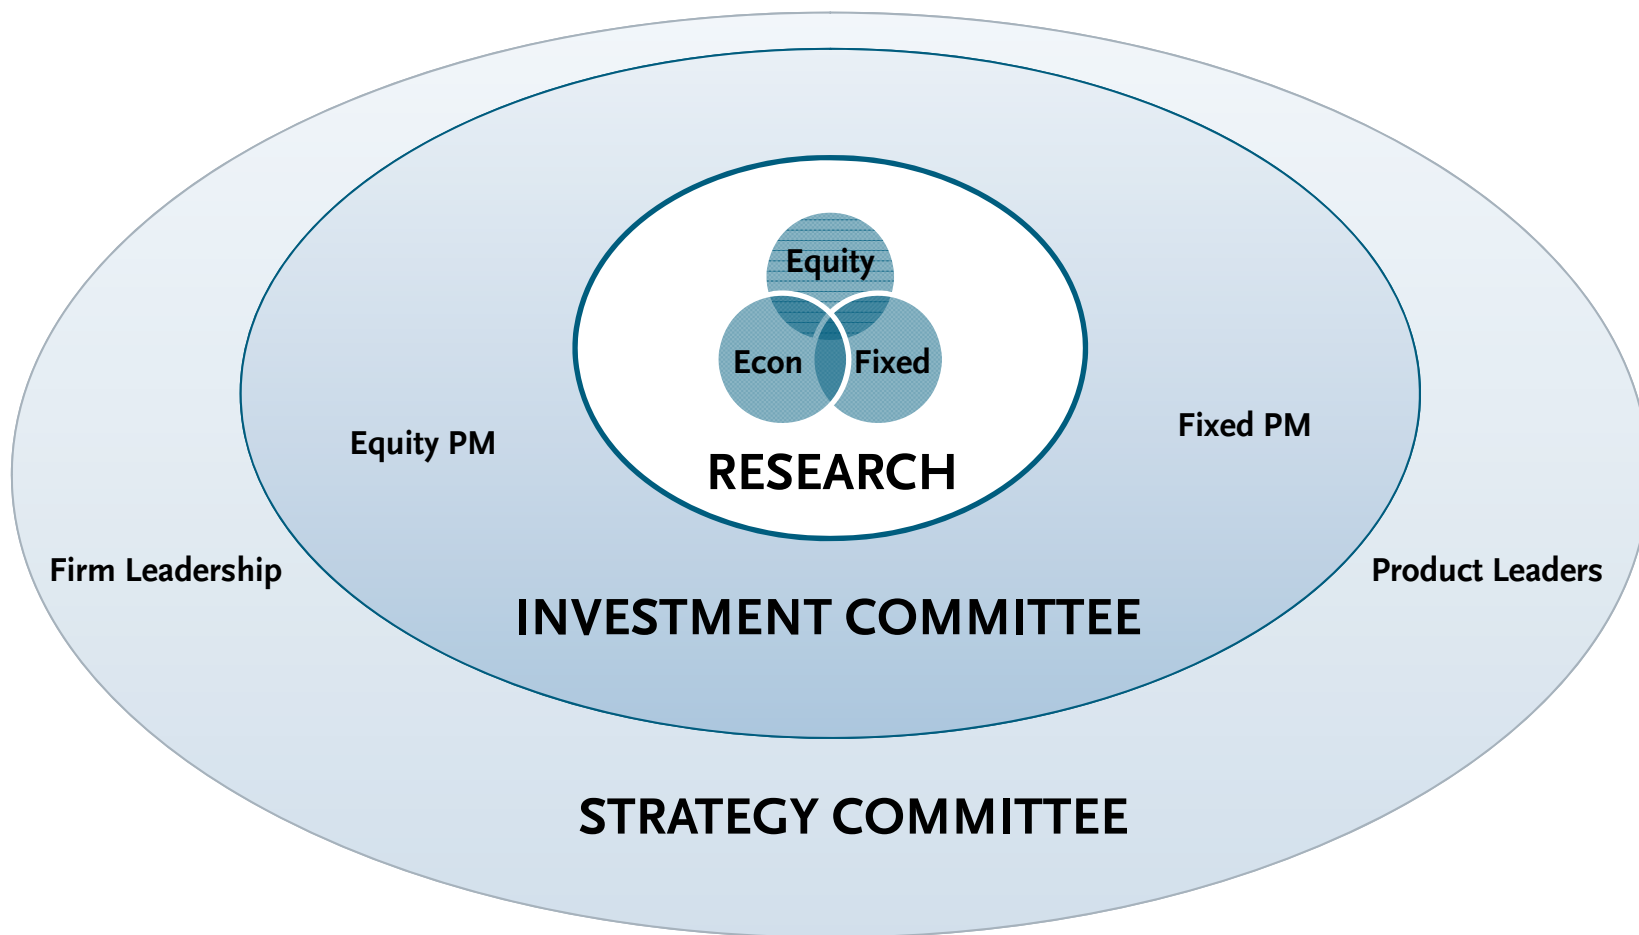 Equity
Econ
Fixed
RESEARCH
Equity PM
Fixed PM
Firm Leadership
Product Leaders
INVESTMENT COMMITTEE
STRATEGY COMMITTEE